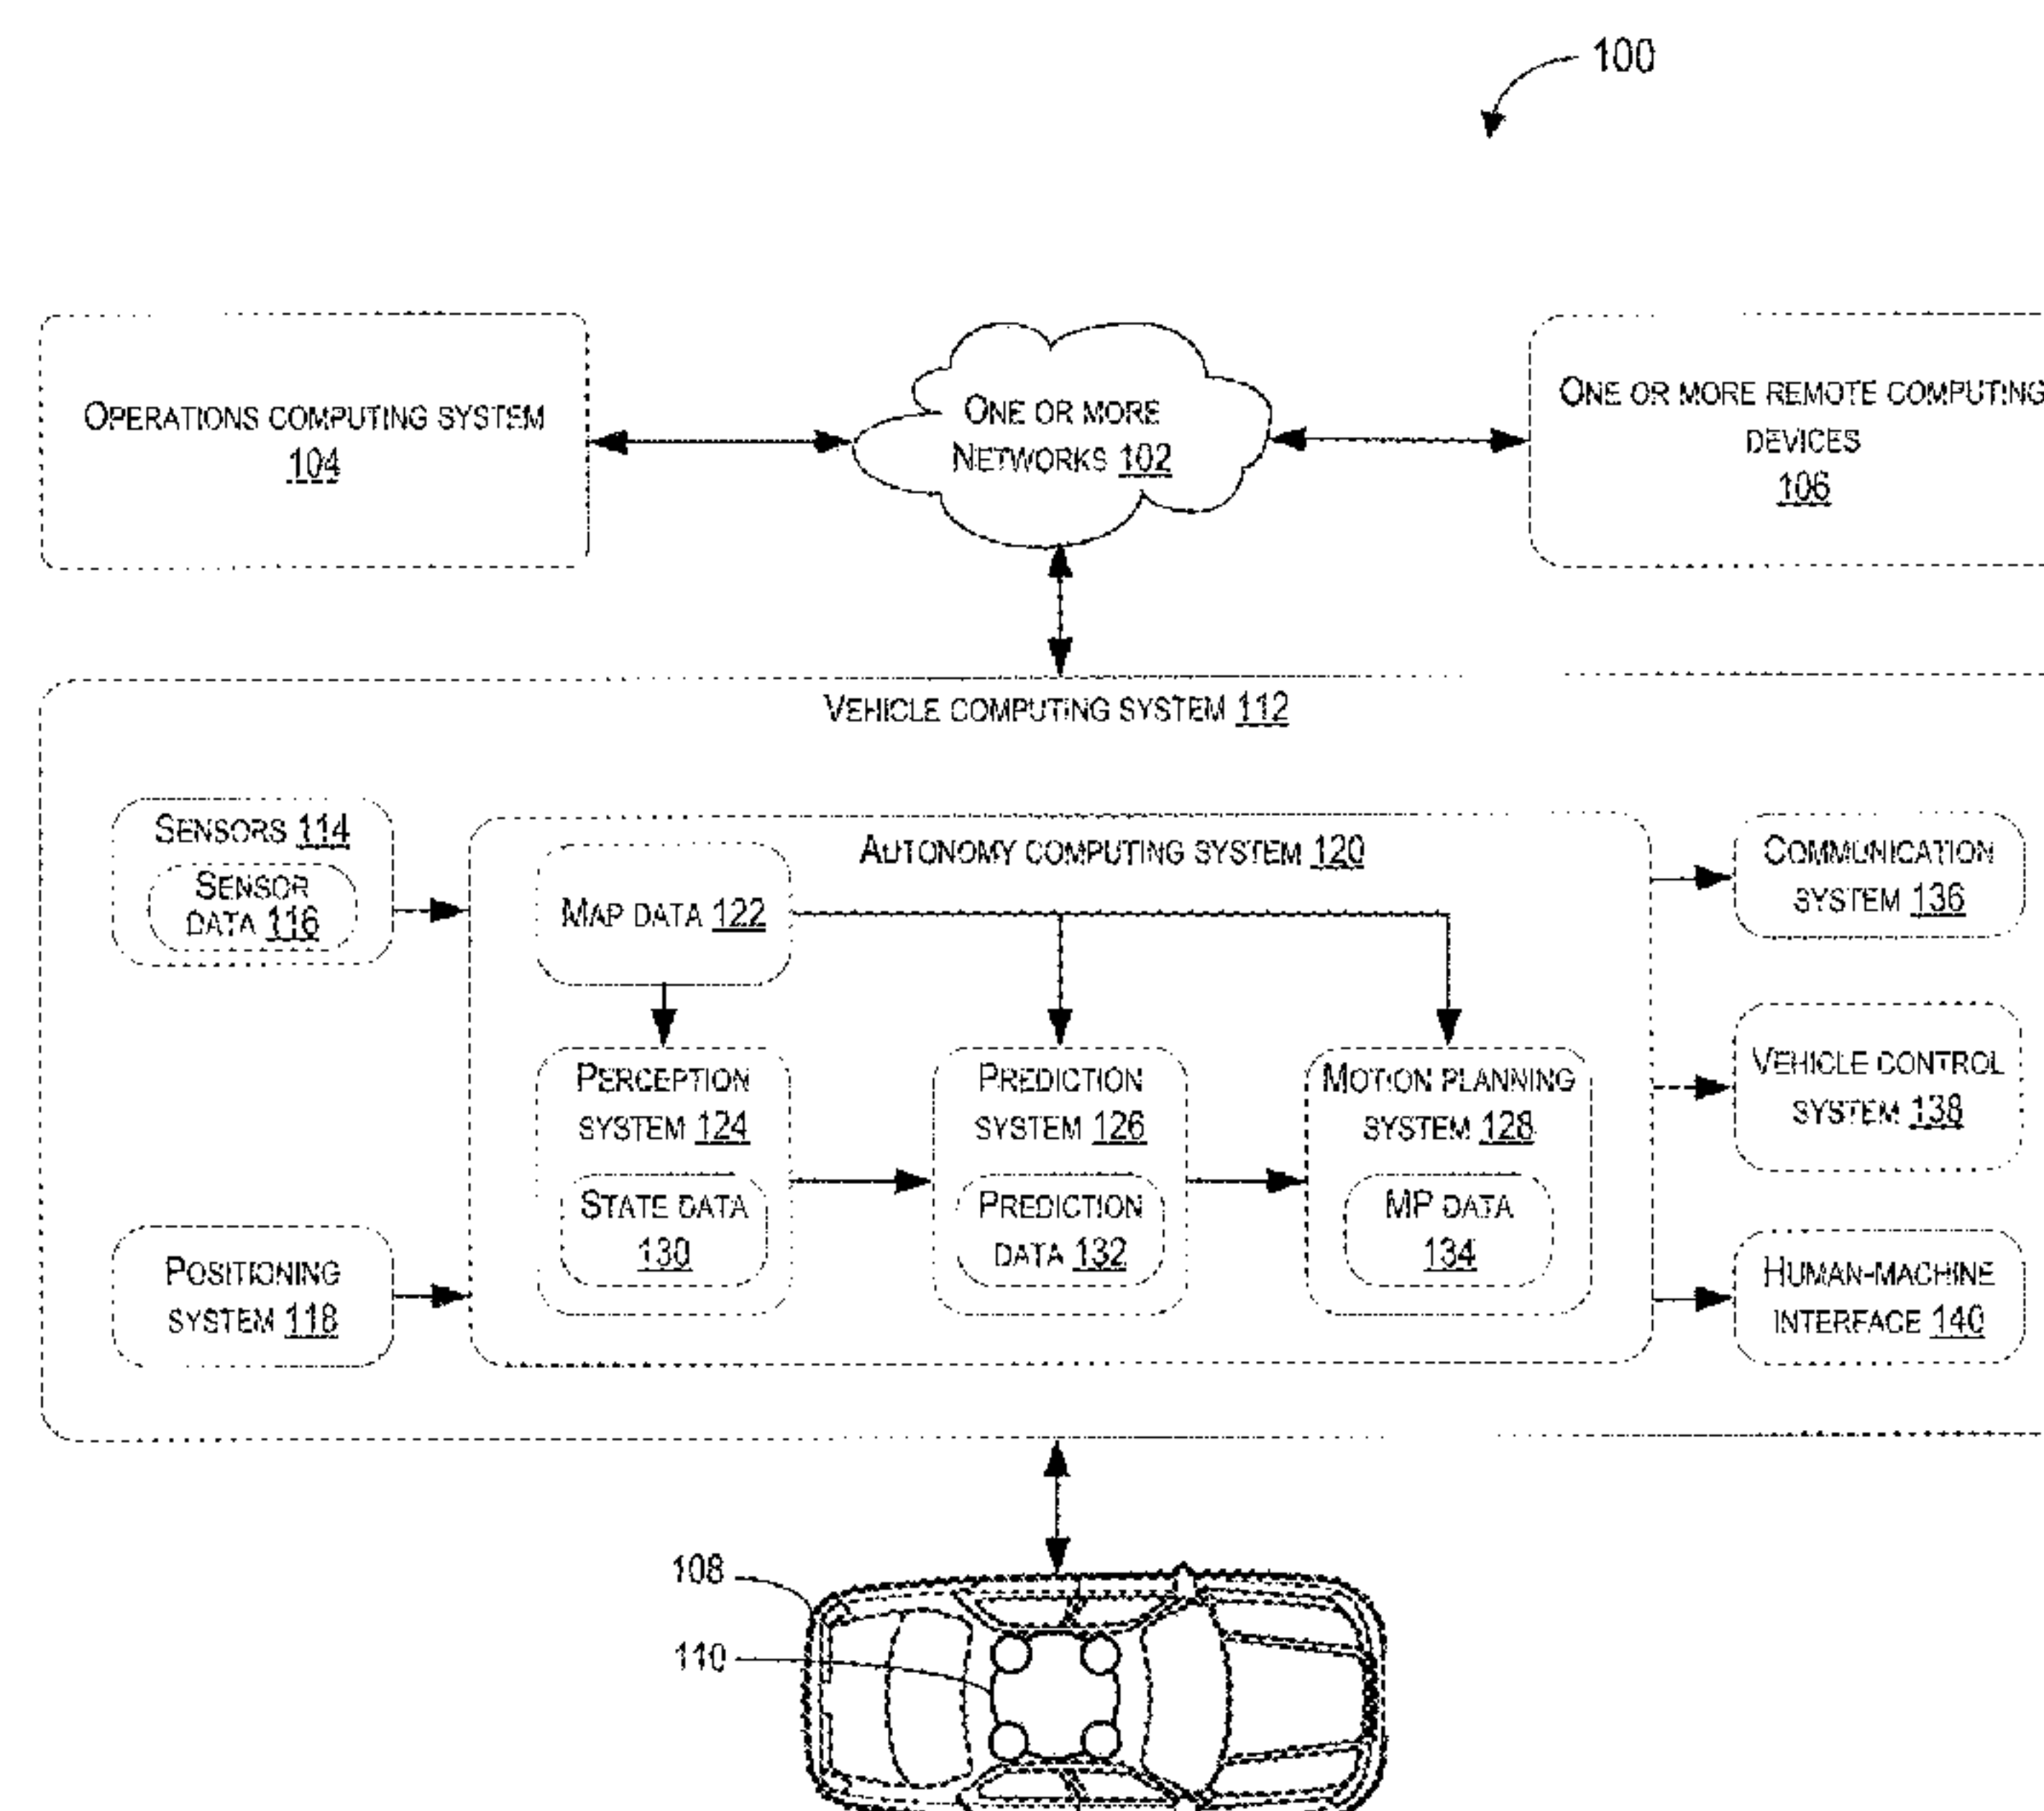 100
OPERATIONS COMPUTING SYSTEM
104
ONE OR MORE
NETWORKS 102
ONE OR MORE REMOTE COMPUTING
DEVICES
106
VEHICLE COMPUTING SYSTEM 112
SENSORS 114
SENSOR
DATA 116
POSITIONING
SYSTEM 118
AUTONOMY COMPUTING SYSTEM 120
MAP DATA 122
PERCEPTION
SYSTEM 124
STATE DATA
130
PREDICTION
SYSTEM 126
PREDICTION
DATA 132
MOTION PLANNING
SYSTEM 128
MP DATA
134
COMMUNICATION
SYSTEM 136
VEHICLE CONTROL
SYSTEM 138
HUMAN-MACHINE
INTERFACE 140
108
110